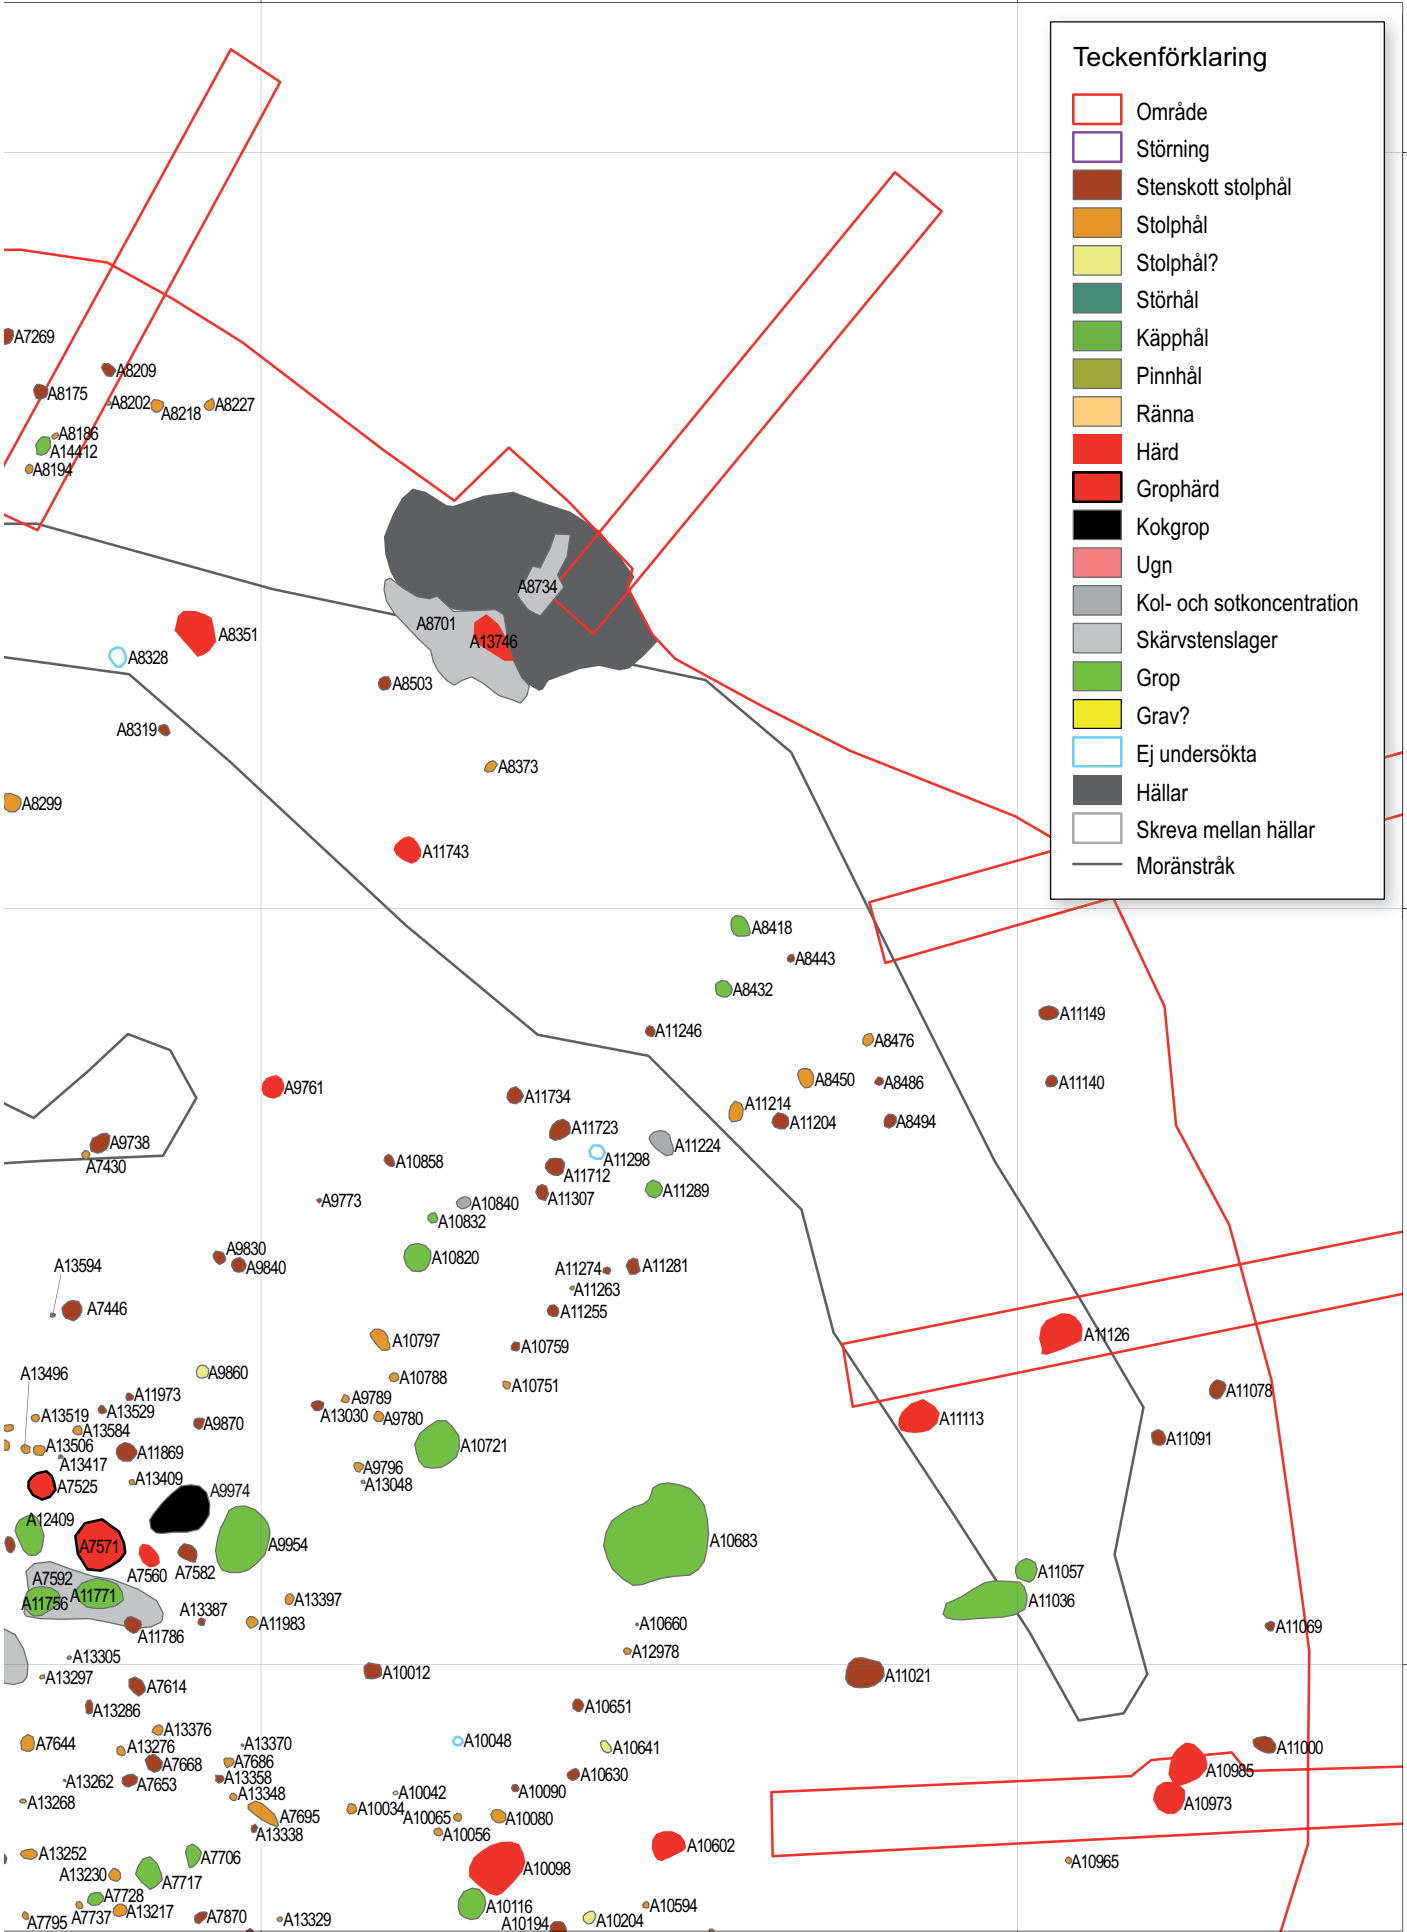 Teckenförklaring
Område
Störning
Stenskott stolphål
Stolphål
Stolphål?
Störhål
Käpphål
Pinnhål
Ränna
Härd
Grophärd
Kokgrop
Ugn
Kol- och sotkoncentration
Skärvstenslager
Grop
Grav?
Ej undersökta
Hällar
Skreva mellan hällar
Moränstråk
A7269
A8209
A8175
A8202
A8218
A8227
A8186
A14412
A8194
A8734
A8701
A13746
A8351
A8328
A8503
A8319
A8373
A8299
A11743
A8418
A8443
A8432
A11149
A11246
A8476
A8450
A8486
A11140
A9761
A11734
A11214
A11204
A8494
A11723
A11224
A9738
A7430
A11298
A10858
A11712
A11289
A11307
A9773
A10840
A10832
A9830
A9840
A10820
A13594
A11274
A11281
A11263
A7446
A11255
A10797
A10759
A11126
A13496
A9860
A10788
A10751
A11078
A11973
A9789
A13529
A13519
A13030
A9780
A11113
A9870
A13584
A11091
A13506
A11869
A10721
A13417
A9796
A13409
A13048
A7525
A9974
A12409
A7571
A9954
A10683
A7560
A7582
A7592
A11057
A11771
A11756
A13397
A11036
A13387
A11983
A10660
A11069
A11786
A12978
A13305
A10012
A11021
A13297
A7614
A13286
A10651
A13376
A7644
A13276
A13370
A10048
A10641
A11000
A7668
A7686
A10985
A13262
A7653
A13358
A10630
A13348
A10042
A10090
A13268
A10973
A7695
A10034
A10065
A10080
A13338
A10056
A10602
A13252
A7706
A10965
A13230
A7717
A10098
A7728
A10116
A10594
A7795
A7737
A13217
A7870
A13329
A10194
A10204